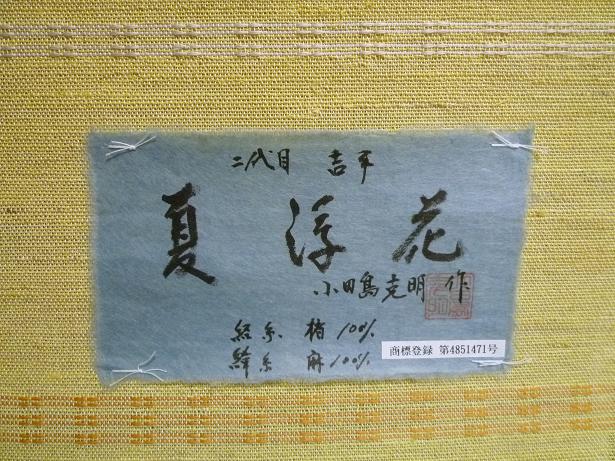 二代目 吉平
夏 浮 花
小田島克明 作
経糸 楮100%
緯糸 麻100%
商標登録 第4851471号